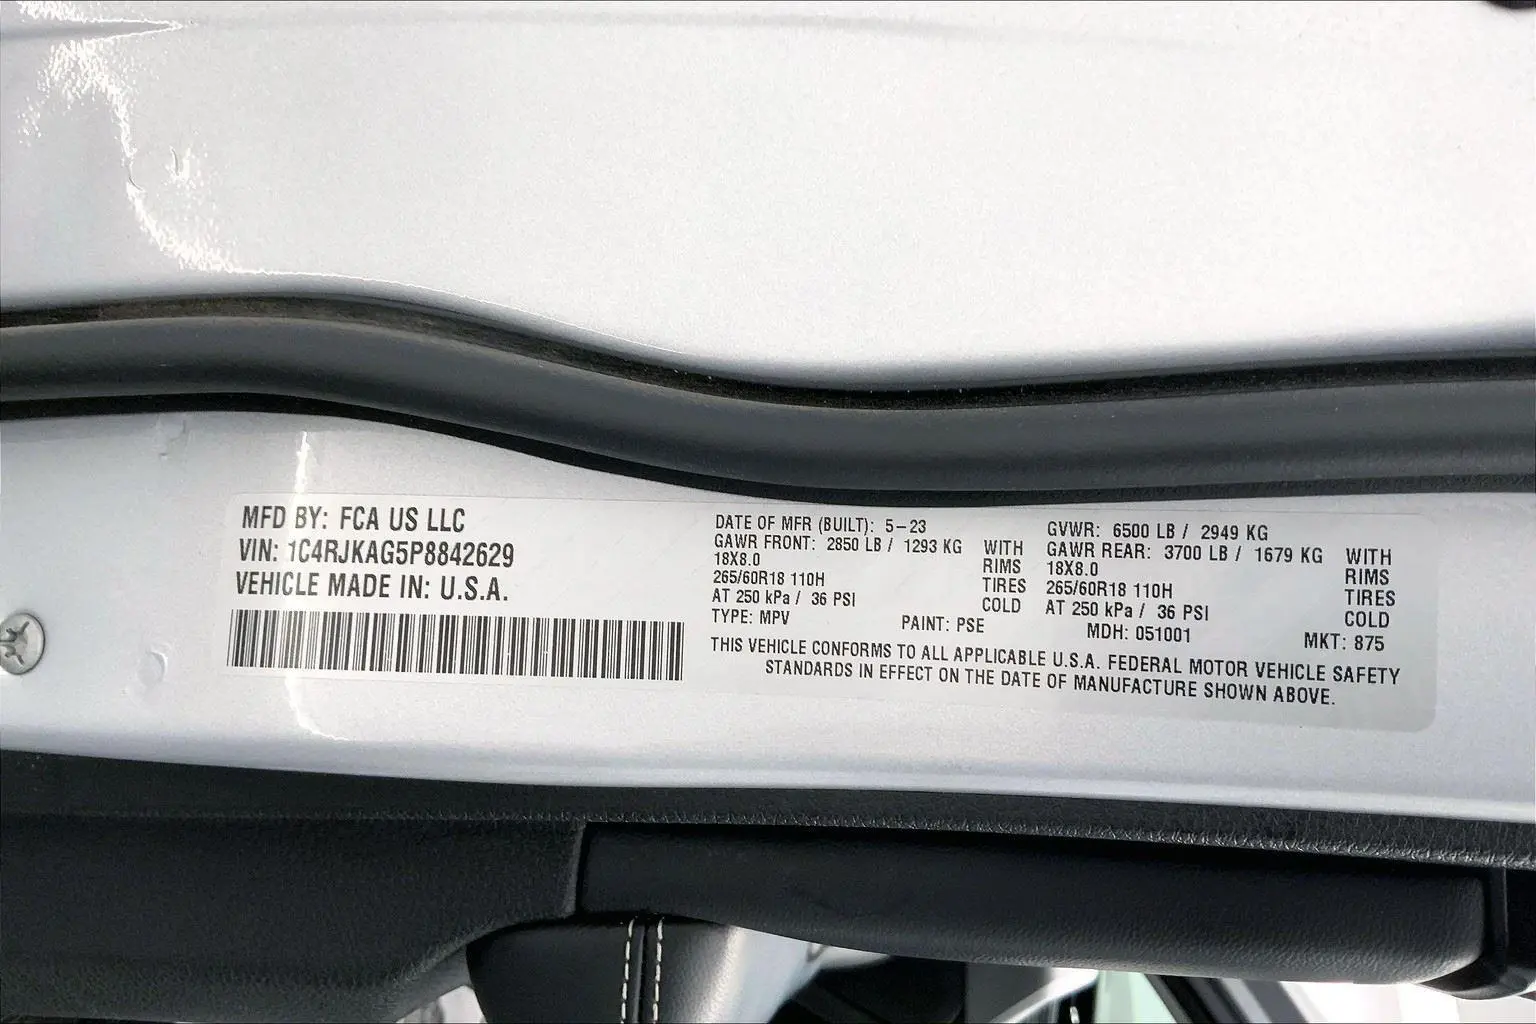 MFD BY: FCA US LLC
VIN: 1C4RJKAG5P8842629
VEHICLE MADE IN: U.S.A.
DATE OF MFR (BUILT): 5-23
GAWR FRONT: 2850 LB / 1293 KG WITH
18X8.0 RIMS
265/60R18 110H TIRES
AT 250 kPa / 36 PSI COLD
GVWR: 6500 LB / 2949 KG
GAWR REAR: 3700 LB / 1679 KG WITH
18X8.0 RIMS
265/60R18 110H TIRES
AT 250 kPa / 36 PSI COLD
TYPE: MPV PAINT: PSE MDH: 051001 MKT: 875
THIS VEHICLE CONFORMS TO ALL APPLICABLE U.S.A. FEDERAL MOTOR VEHICLE SAFETY
STANDARDS IN EFFECT ON THE DATE OF MANUFACTURE SHOWN ABOVE.